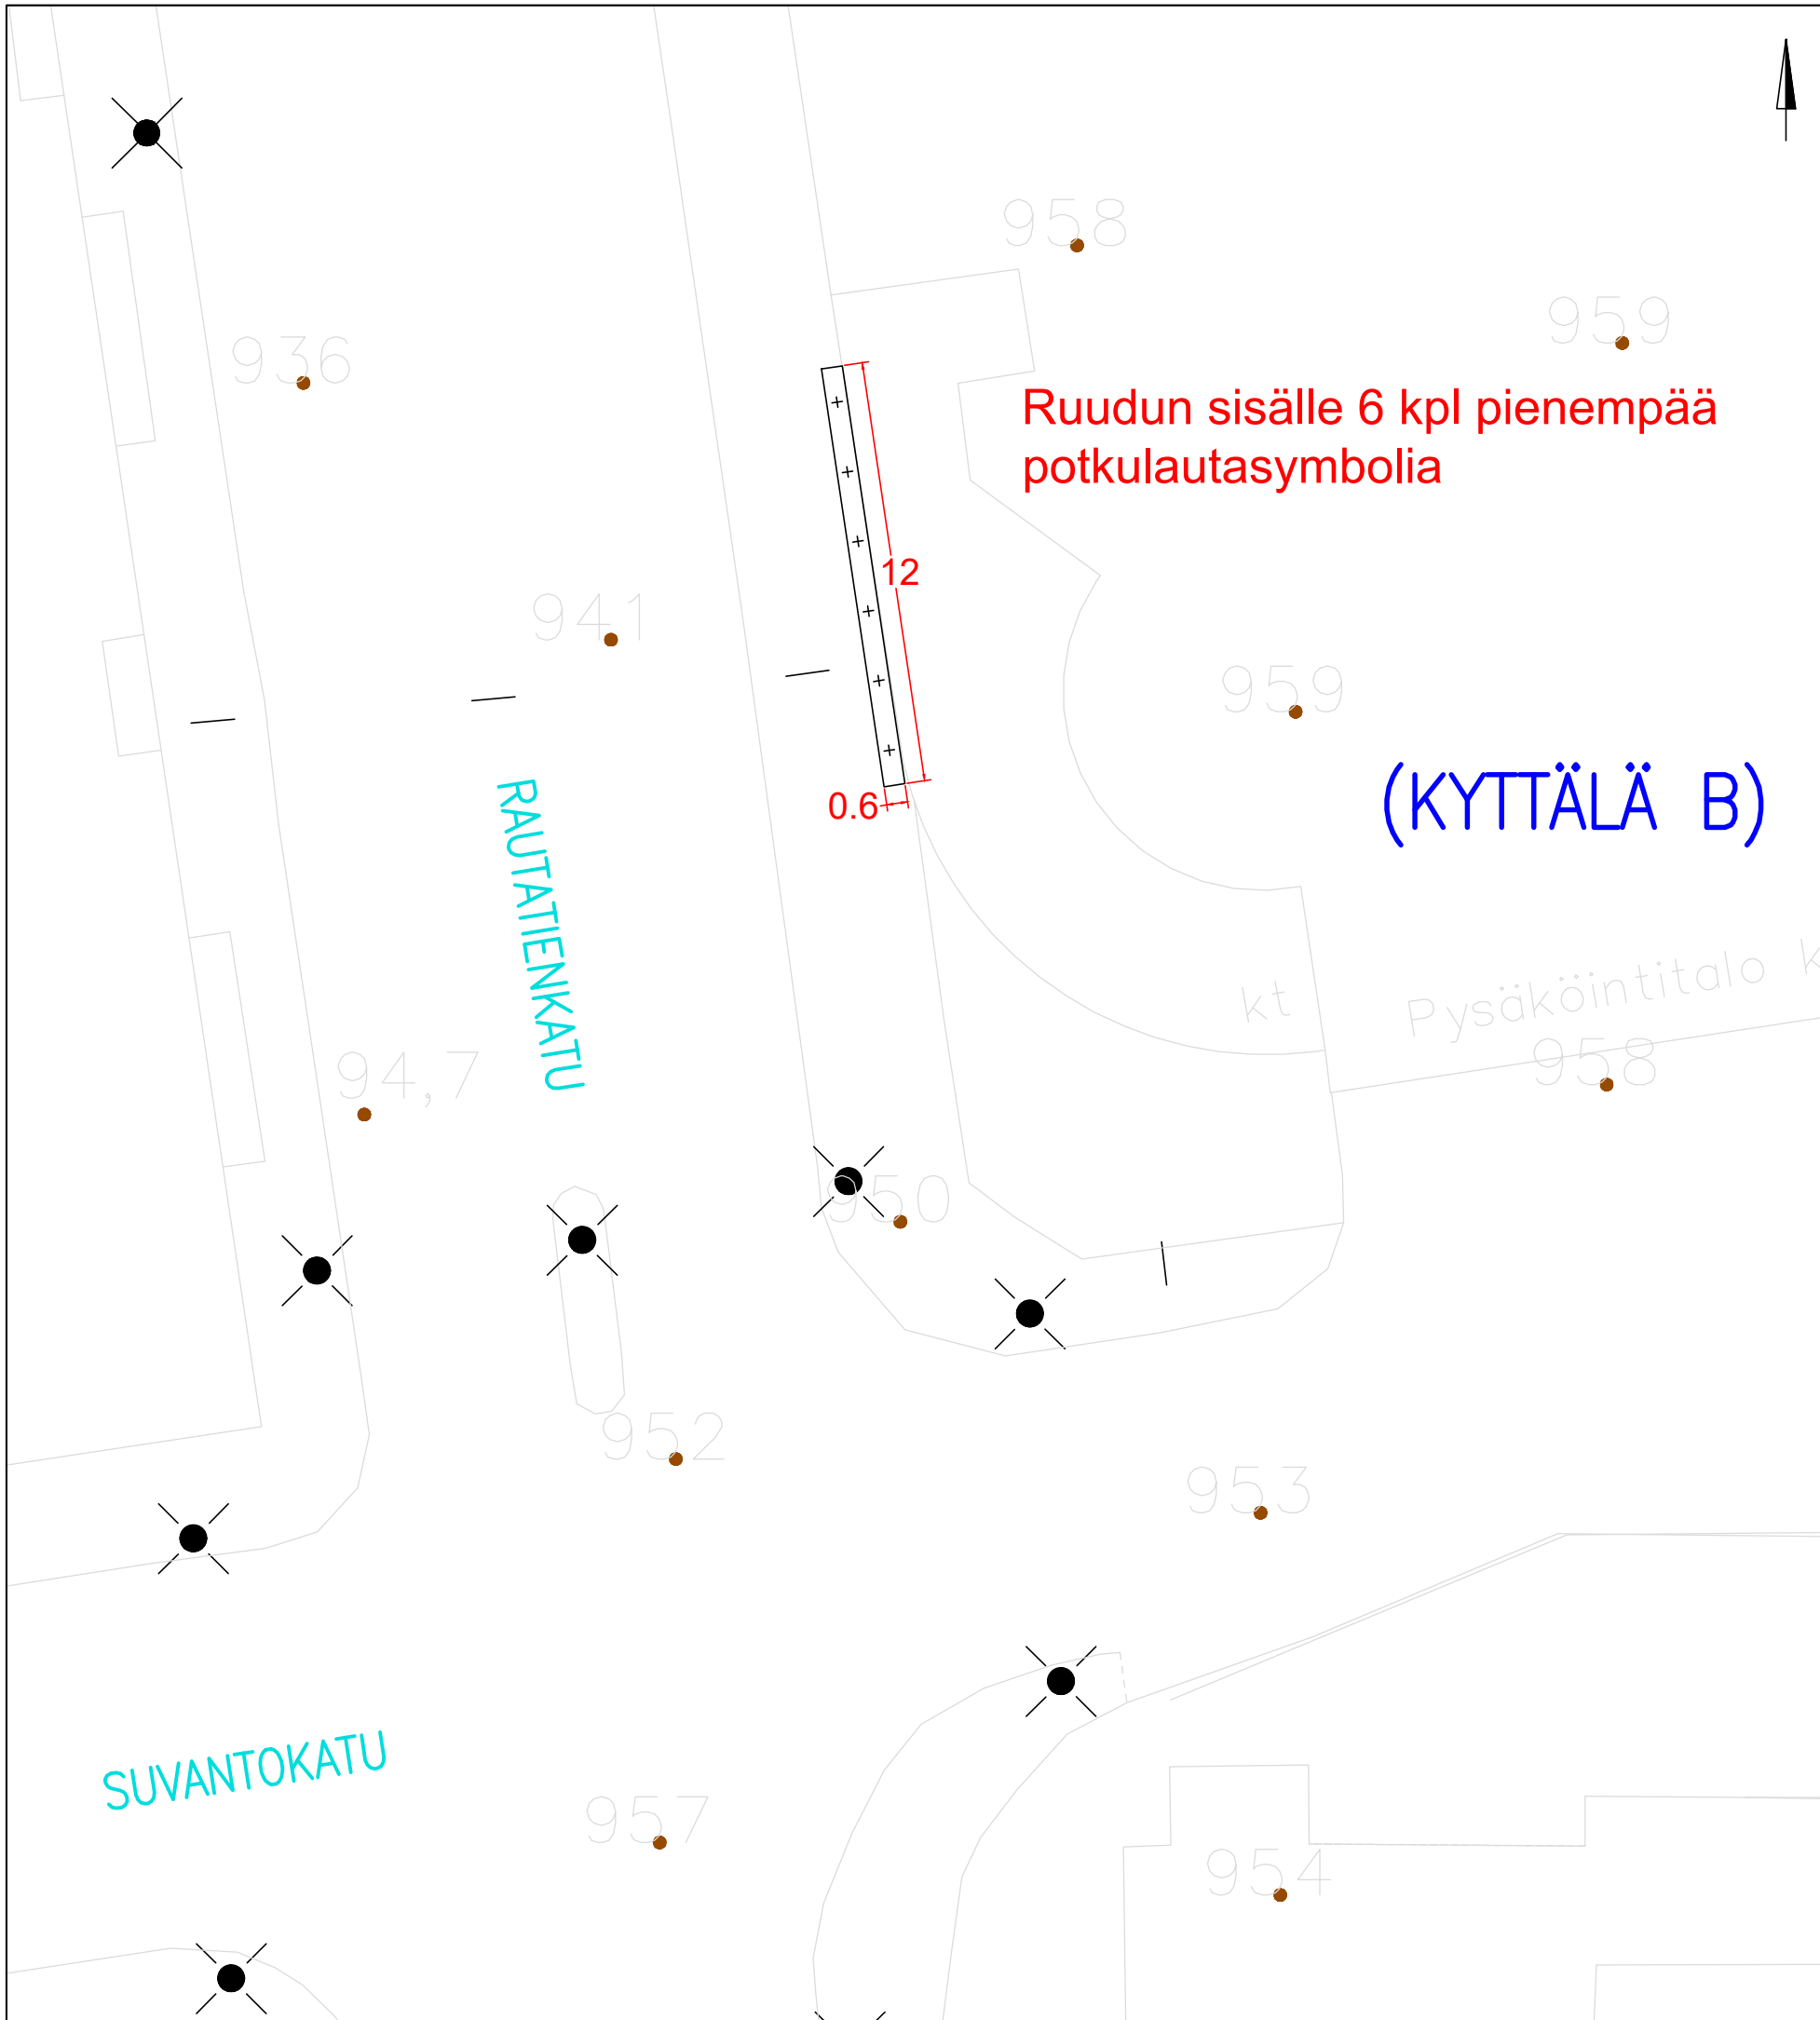 958
959
936
Ruudun sisälle 6 kpl pienempää
potkulautasymbolia
12
941
959
(KYTTÄLÄ B)
0.6
RAUTATIENKATU
kt
Pysäköintitalo
958
94,7
950
952
953
SUVANTOKATU
957
954